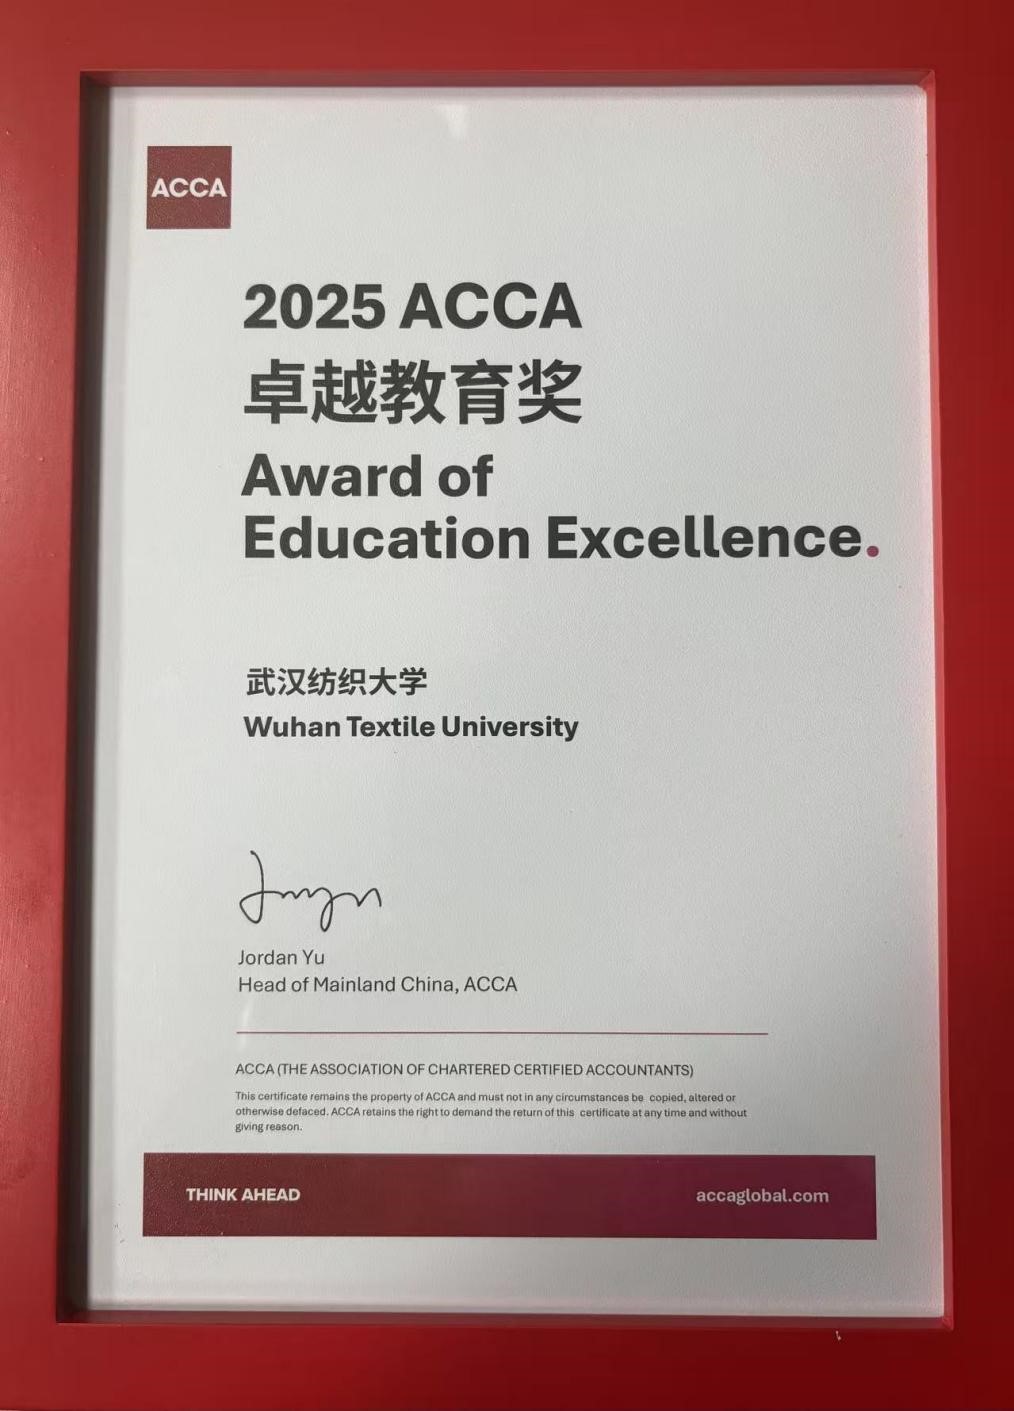 ACCA
2025 ACCA
卓越教育奖
Award of
Education Excellence.
武汉纺织大学
Wuhan Textile University
Jordan Yu
Head of Mainland China, ACCA
ACCA (THE ASSOCIATION OF CHARTERED CERTIFIED ACCOUNTANTS)
This certificate remains the property of ACCA and must not in any circumstances be copied, altered or
otherwise defaced. ACCA retains the right to demand the return of this certificate at any time and without
giving reason.
THINK AHEAD
accaglobal.com